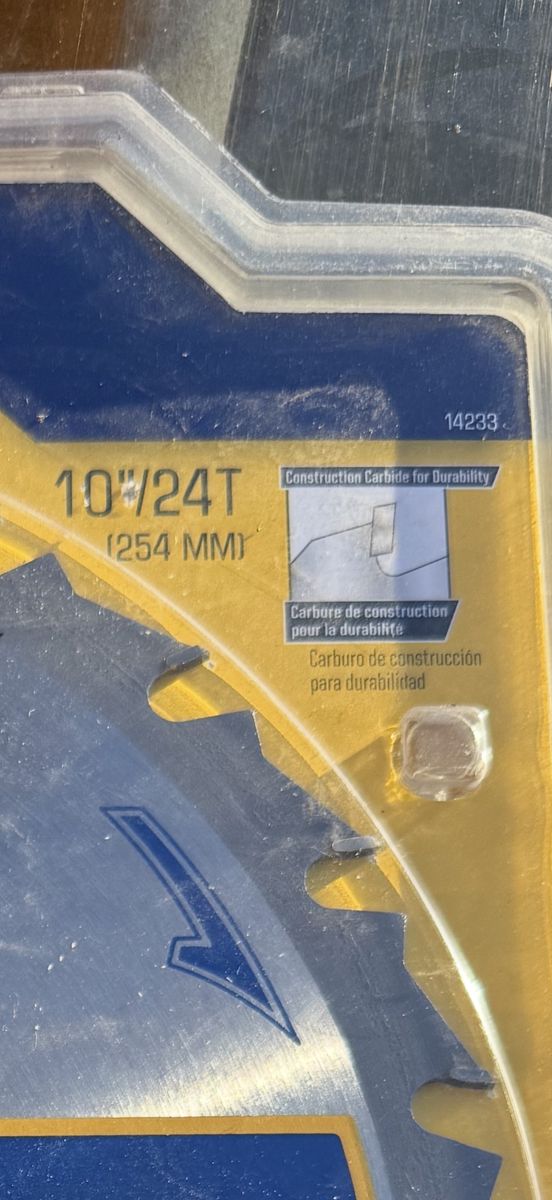 14233
10"/24T
(254 MM)
Construction Carbide for Durability
Carbure de construction
pour la durabilité
Carburo de construcción
para durabilidad